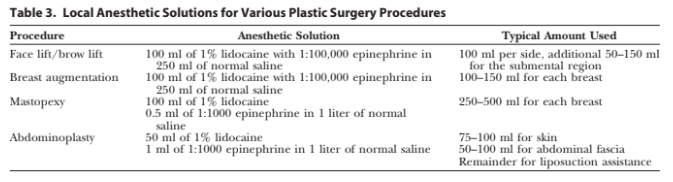 Table 3. Local Anesthetic Solutions for Various Plastic Surgery Procedures
Procedure Anesthetic Solution Typical Amount Used
Face lift/brow lift 100 ml of 1% lidocaine with 1:100,000 epinephrine in 100 ml per side, additional 50–150 ml
250 ml of normal saline for the submental region
Breast augmentation 100 ml of 1% lidocaine with 1:100,000 epinephrine in 100–150 ml for each breast
250 ml of normal saline
Mastopexy 100 ml of 1% lidocaine 250–500 ml for each breast
0.5 ml of 1:1000 epinephrine in 1 liter of normal
saline
Abdominoplasty 50 ml of 1% lidocaine 75–100 ml for skin
1 ml of 1:1000 epinephrine in 1 liter of normal saline 50–100 ml for abdominal fascia
Remainder for liposuction assistance